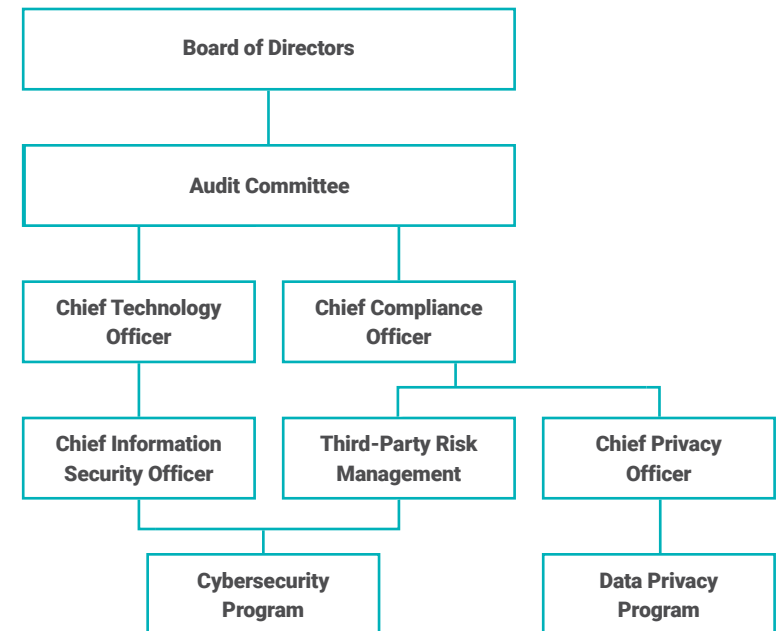 Board of Directors
Audit Committee
Chief Technology
Officer
Chief Compliance
Officer
Chief Information
Security Officer
Third-Party Risk
Management
Chief Privacy
Officer
Cybersecurity
Program
Data Privacy
Program